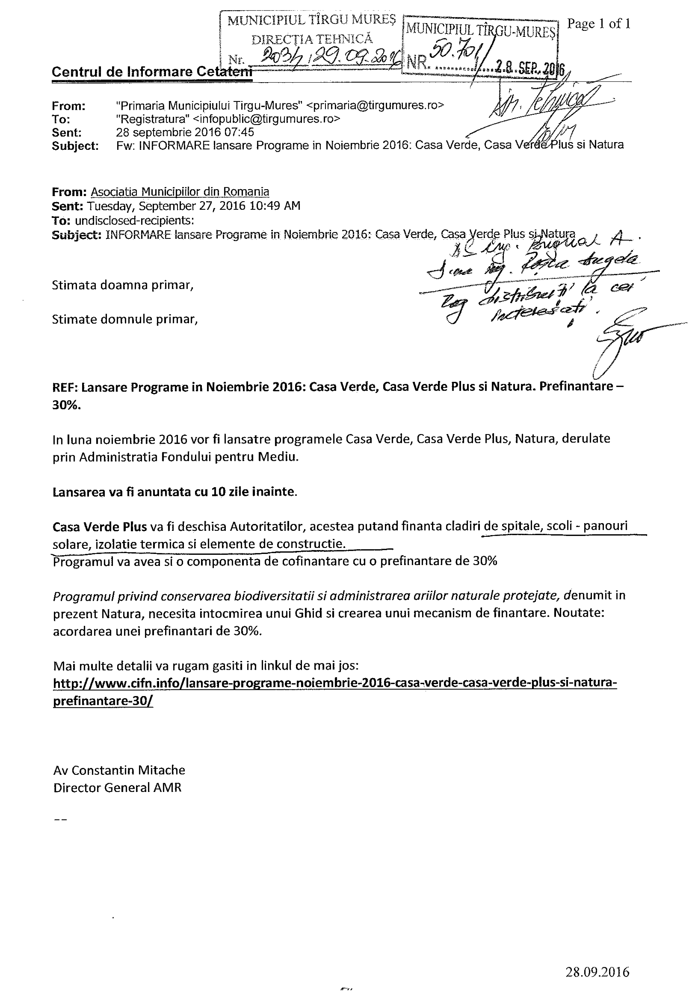 MUNICIPIUL TÎRGU MUREȘ
DIRECȚIA TEHNICĂ
Nr. 2034 / 29.09.2016
MUNICIPIUL TÎRGU-MUREȘ
NR. 50.701
28. SEP. 2016
Page 1 of 1
Centrul de Informare Cetateni
Dir. Tehnică
From: "Primaria Municipiului Tirgu-Mures" <primaria@tirgumures.ro>
To: "Registratura" <infopublic@tirgumures.ro>
Sent: 28 septembrie 2016 07:45
Subject: Fw: INFORMARE lansare Programe in Noiembrie 2016: Casa Verde, Casa Verde Plus si Natura
From: Asociatia Municipiilor din Romania
Sent: Tuesday, September 27, 2016 10:49 AM
To: undisclosed-recipients:
Subject: INFORMARE lansare Programe in Noiembrie 2016: Casa Verde, Casa Verde Plus si Natura
ing. A.
ing. Roșca Angela
Rog distribuiți la cei
interesați.
Stimata doamna primar,
Stimate domnule primar,
REF: Lansare Programe in Noiembrie 2016: Casa Verde, Casa Verde Plus si Natura. Prefinantare –
30%.
In luna noiembrie 2016 vor fi lansatre programele Casa Verde, Casa Verde Plus, Natura, derulate
prin Administratia Fondului pentru Mediu.
Lansarea va fi anuntata cu 10 zile inainte.
Casa Verde Plus va fi deschisa Autoritatilor, acestea putand finanta cladiri de spitale, scoli - panouri
solare, izolatie termica si elemente de constructie.
Programul va avea si o componenta de cofinantare cu o prefinantare de 30%
Programul privind conservarea biodiversitatii si administrarea ariilor naturale protejate, denumit in
prezent Natura, necesita intocmirea unui Ghid si crearea unui mecanism de finantare. Noutate:
acordarea unei prefinantari de 30%.
Mai multe detalii va rugam gasiti in linkul de mai jos:
http://www.cifn.info/lansare-programe-noiembrie-2016-casa-verde-casa-verde-plus-si-natura-
prefinantare-30/
Av Constantin Mitache
Director General AMR
--
28.09.2016